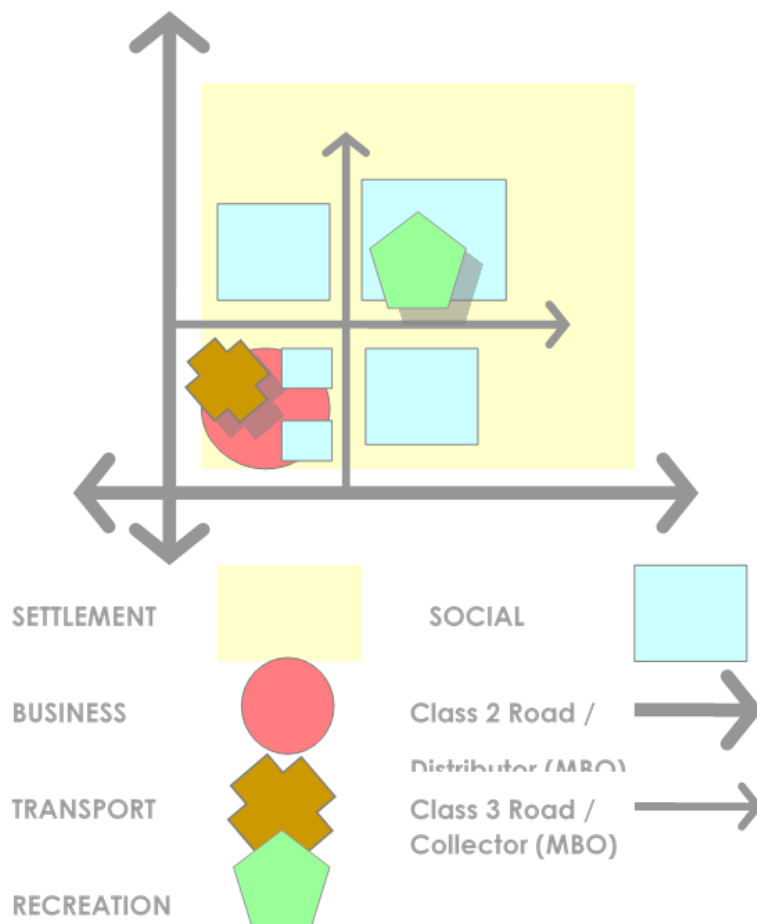 SETTLEMENT
SOCIAL
BUSINESS
Class 2 Road /
Distributor (MBO)
TRANSPORT
Class 3 Road /
Collector (MBO)
RECREATION